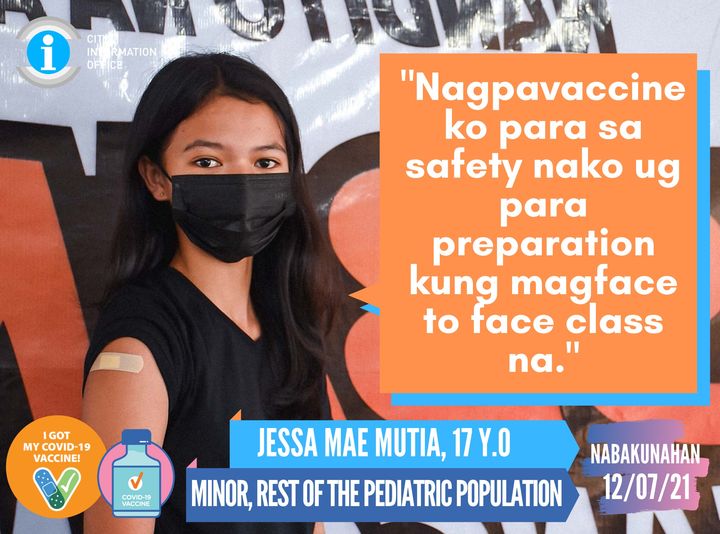 CITY
INFORMATION
OFFICE
"Nagpavaccine
ko para sa
safety nako ug
para
preparation
kung magface
to face class
na."
I GOT
MY COVID-19
VACCINE!
COVID-19
VACCINE
JESSA MAE MUTIA, 17 Y.O
MINOR, REST OF THE PEDIATRIC POPULATION
NABAKUNAHAN
12/07/21